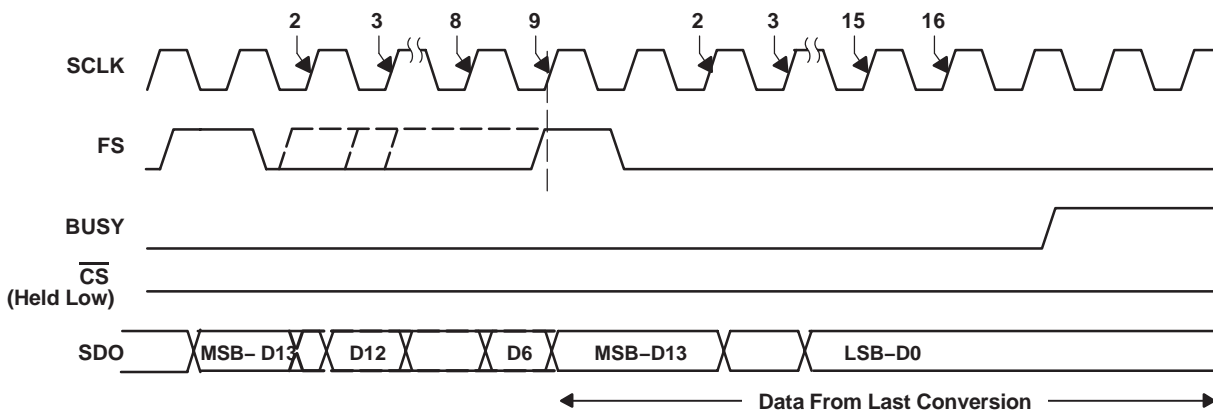 2 3 8 9 2 3 15 16
SCLK
FS
BUSY
CS
(Held Low)
SDO MSB– D13 D12 D6 MSB–D13 LSB–D0
Data From Last Conversion